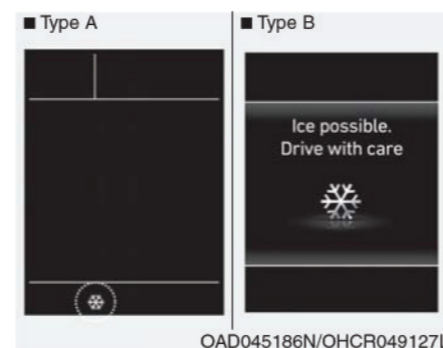 ■ Type A
■ Type B
Ice possible.
Drive with care
OAD045186N/OHCR049127L